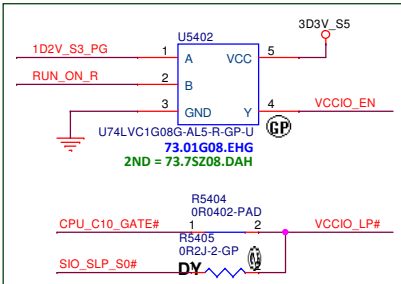 3D3V_S5
U5402
1D2V_S3_PG 1 A VCC 5
RUN_ON_R 2 B
3 GND Y 4 VCCIO_EN
U74LVC1G08G-AL5-R-GP-U GP
73.01G08.EHG
2ND = 73.7SZ08.DAH
R5404
0R0402-PAD
CPU_C10_GATE# 1 2 VCCIO_LP#
R5405
0R2J-2-GP
SIO_SLP_S0# DY